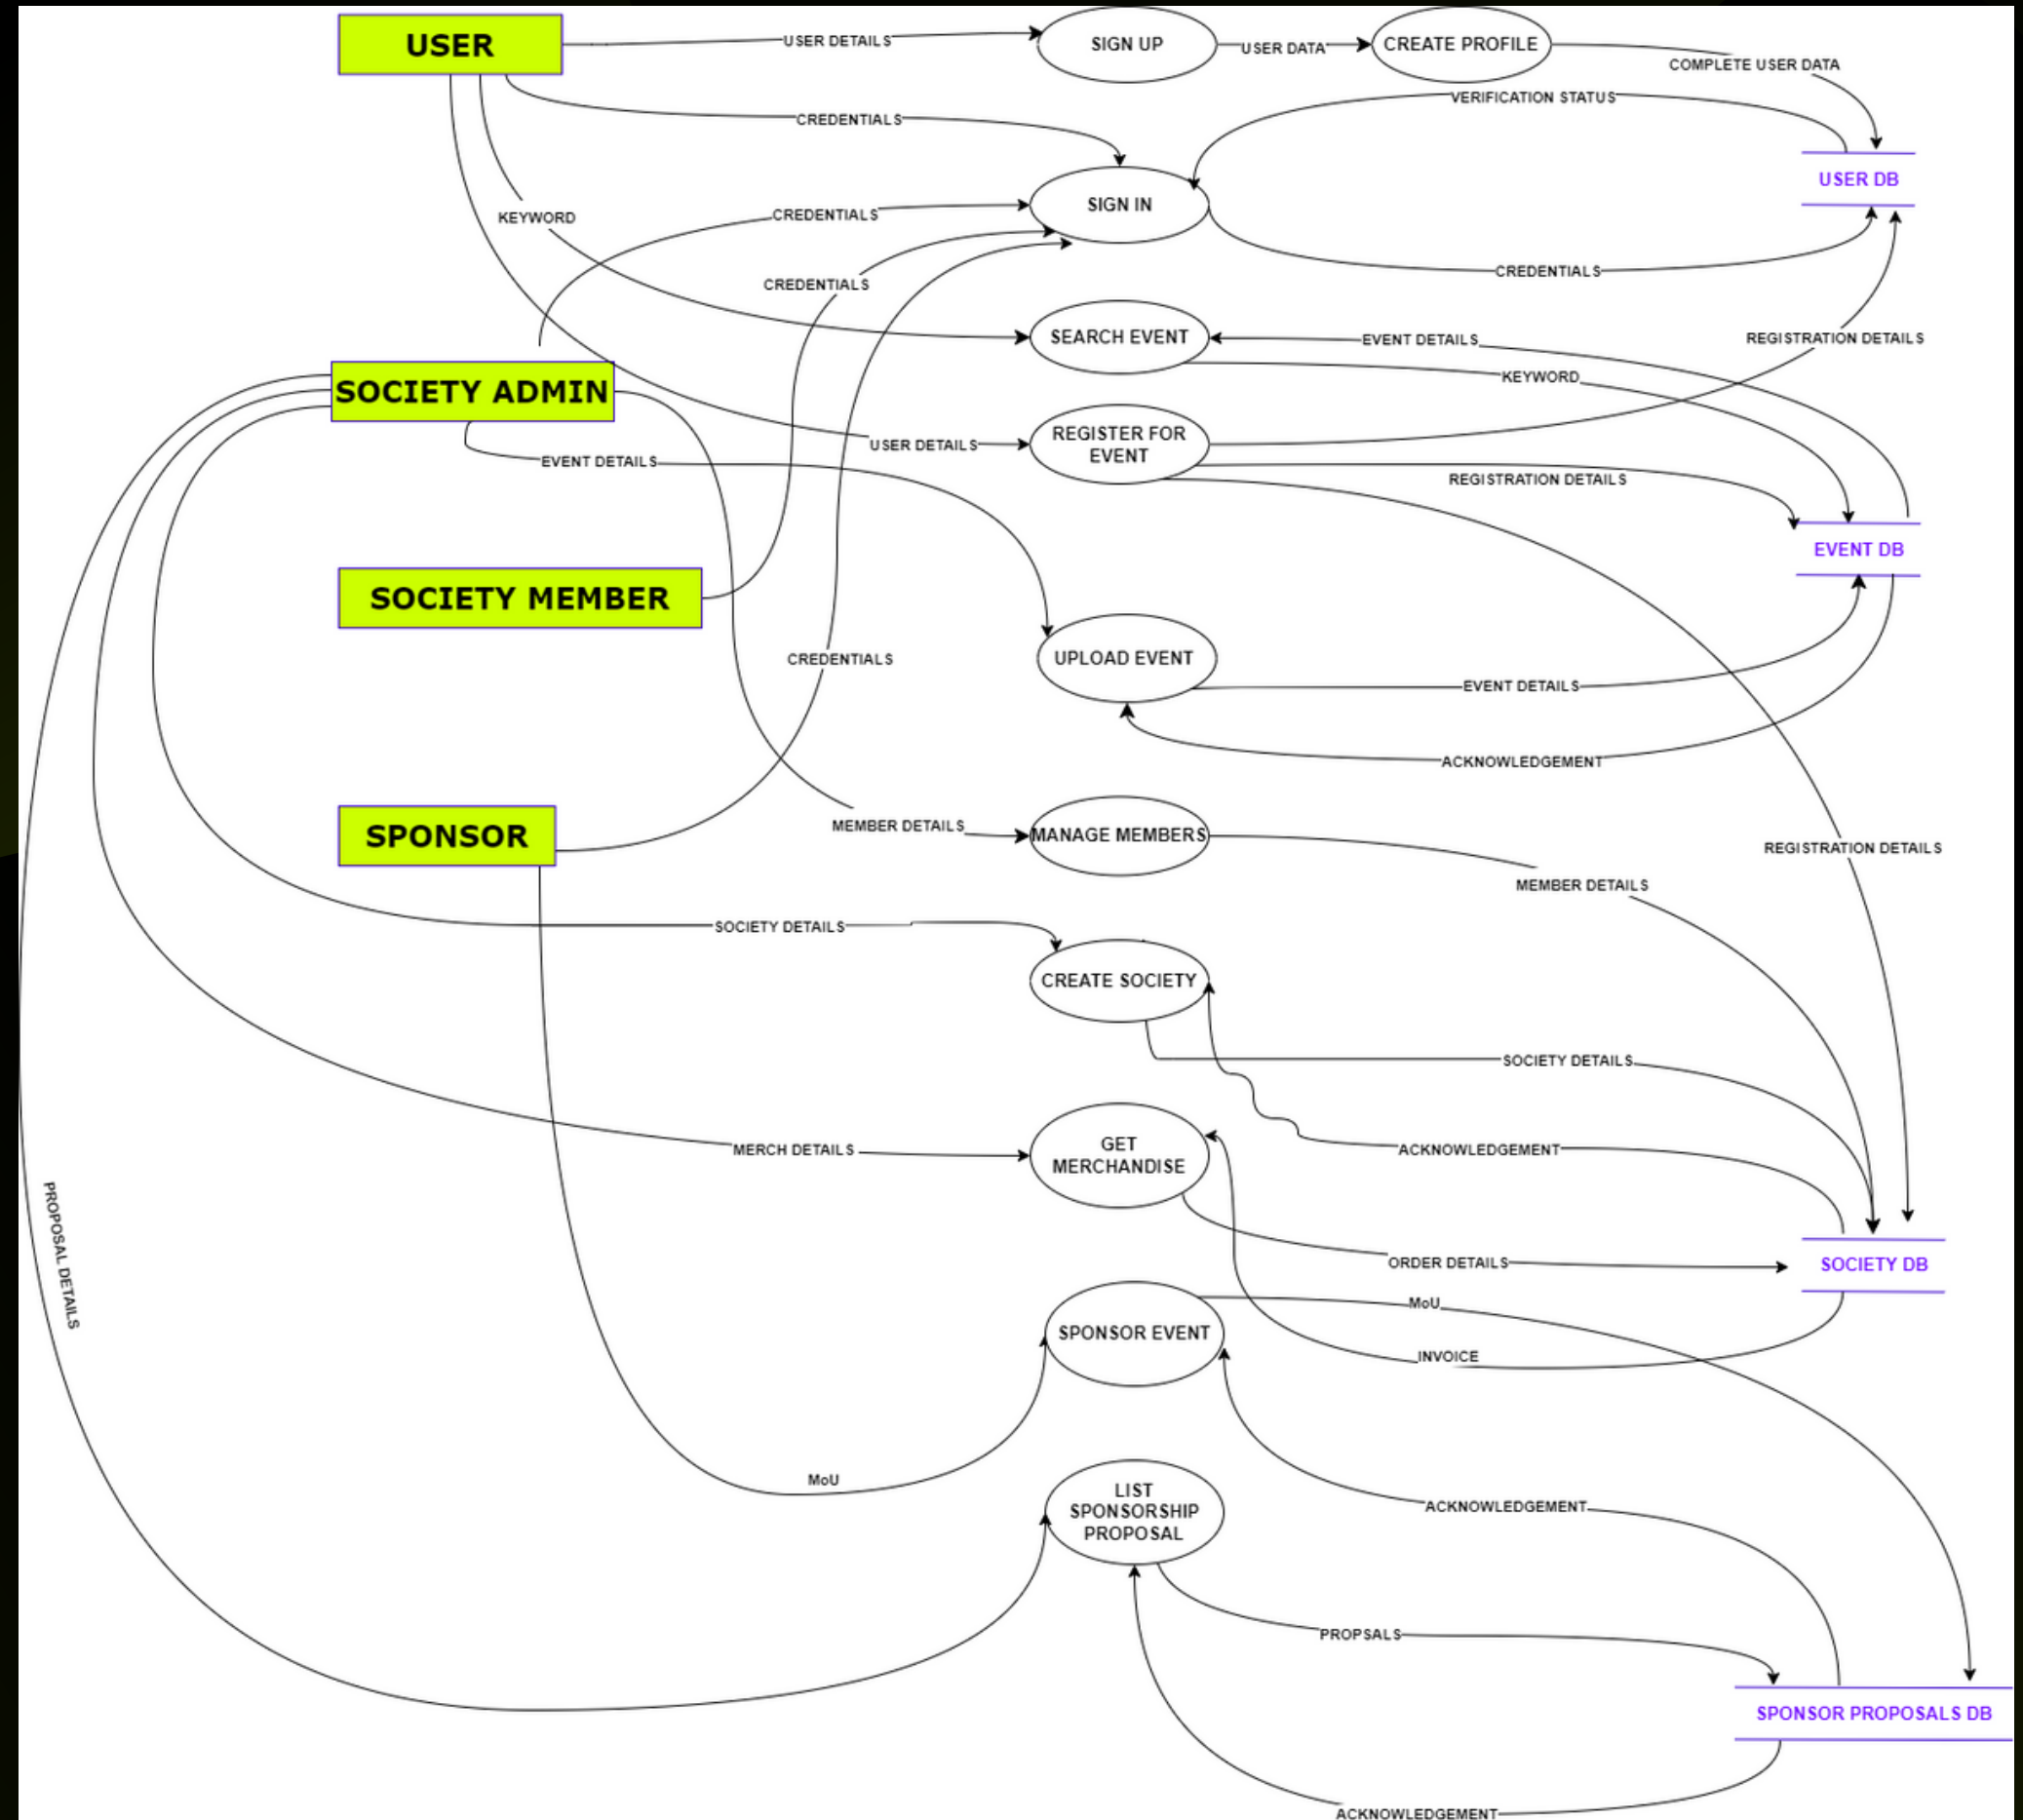 USER
USER DETAILS
SIGN UP
USER DATA
CREATE PROFILE
COMPLETE USER DATA
VERIFICATION STATUS
CREDENTIALS
USER DB
SIGN IN
CREDENTIALS
KEYWORD
CREDENTIALS
CREDENTIALS
SEARCH EVENT
EVENT DETAILS
REGISTRATION DETAILS
KEYWORD
SOCIETY ADMIN
REGISTER FOR
EVENT
USER DETAILS
EVENT DETAILS
REGISTRATION DETAILS
EVENT DB
SOCIETY MEMBER
CREDENTIALS
UPLOAD EVENT
EVENT DETAILS
ACKNOWLEDGEMENT
SPONSOR
MEMBER DETAILS
MANAGE MEMBERS
REGISTRATION DETAILS
MEMBER DETAILS
SOCIETY DETAILS
CREATE SOCIETY
SOCIETY DETAILS
MERCH DETAILS
GET
MERCHANDISE
ACKNOWLEDGEMENT
PROPOSAL DETAILS
ORDER DETAILS
SOCIETY DB
MoU
SPONSOR EVENT
INVOICE
MoU
LIST
SPONSORSHIP
PROPOSAL
ACKNOWLEDGEMENT
PROPSALS
SPONSOR PROPOSALS DB
ACKNOWLEDGEMENT